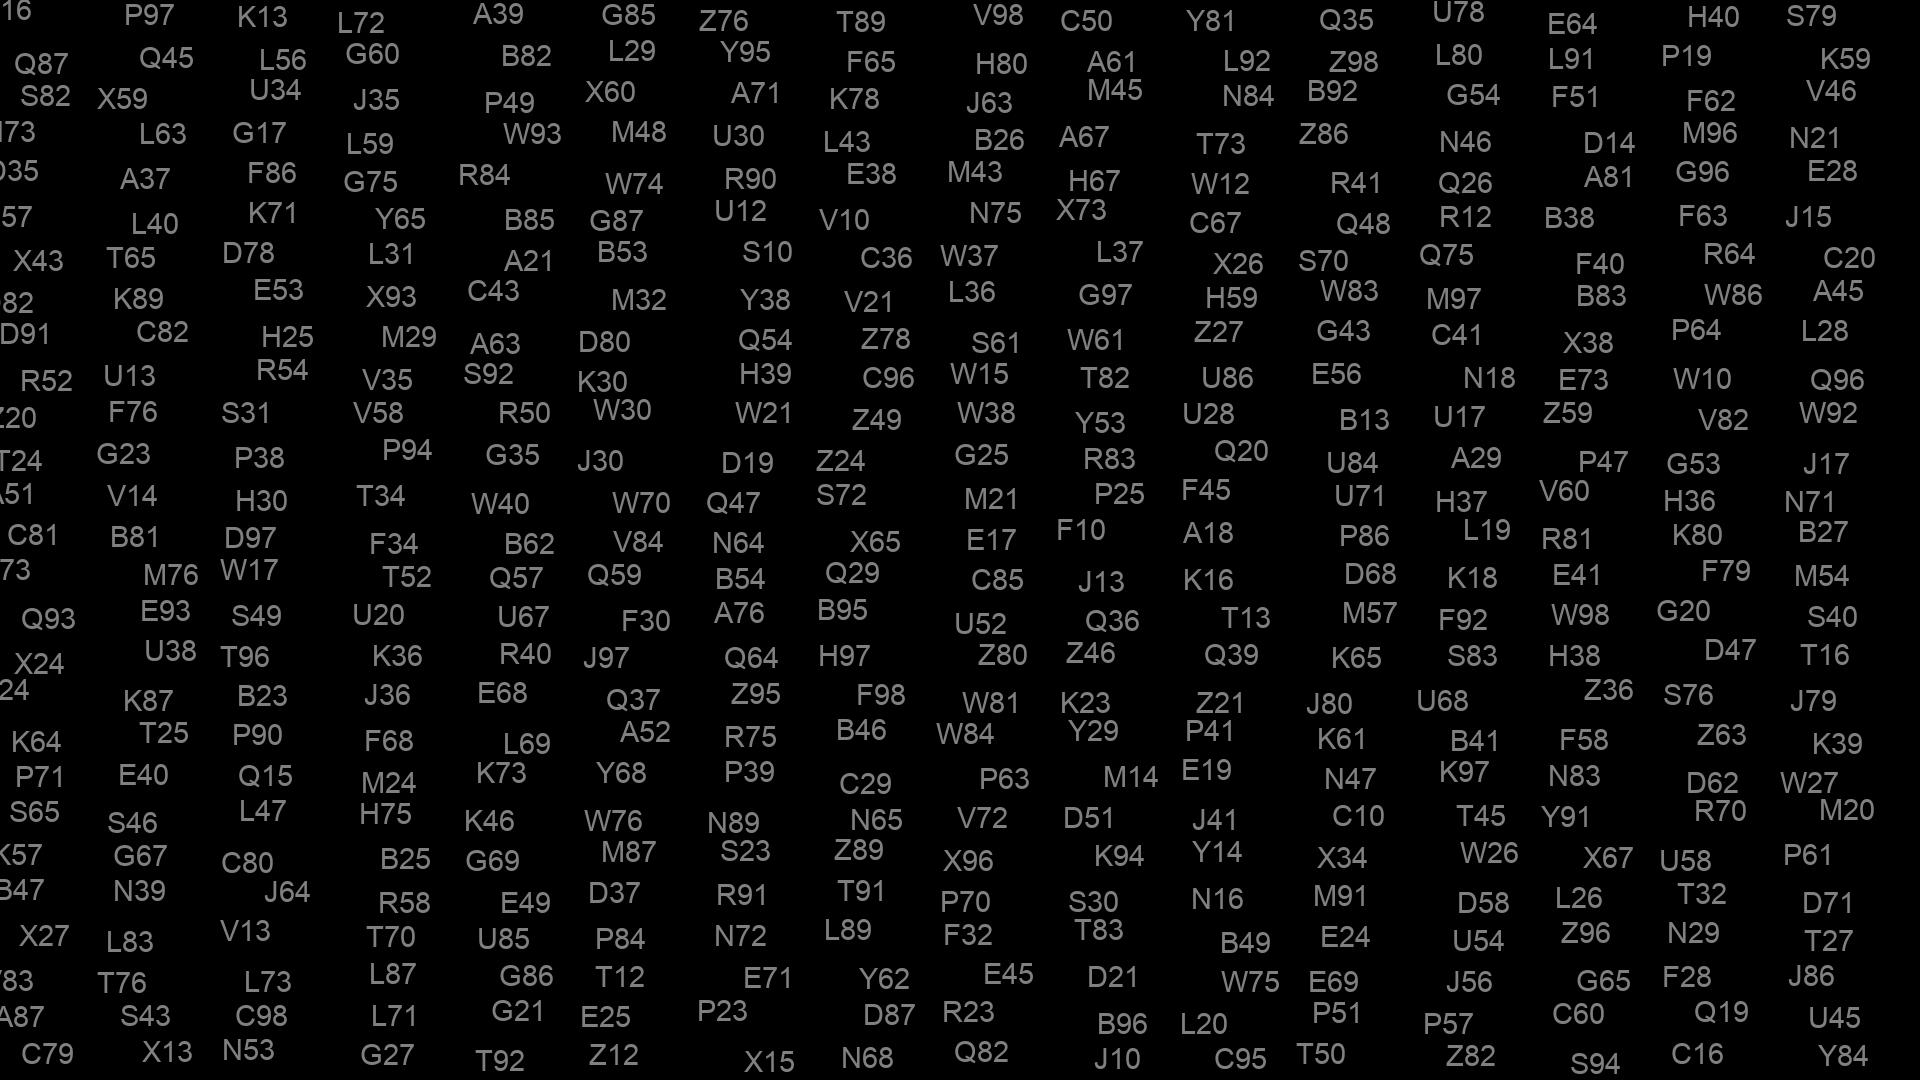 16 P97 K13 L72 A39 G85 Z76 T89 V98 C50 Y81 Q35 U78 E64 H40 S79
Q87 Q45 L56 G60 B82 L29 Y95 F65 H80 A61 L92 Z98 L80 L91 P19 K59
S82 X59 U34 J35 P49 X60 A71 K78 J63 M45 N84 B92 G54 F51 F62 V46
73 L63 G17 L59 W93 M48 U30 L43 B26 A67 T73 Z86 N46 D14 M96 N21
35 A37 F86 G75 R84 W74 R90 E38 M43 H67 W12 R41 Q26 A81 G96 E28
57 L40 K71 Y65 B85 G87 U12 V10 N75 X73 C67 Q48 R12 B38 F63 J15
X43 T65 D78 L31 A21 B53 S10 C36 W37 L37 X26 S70 Q75 F40 R64 C20
82 K89 E53 X93 C43 M32 Y38 V21 L36 G97 H59 W83 M97 B83 W86 A45
D91 C82 H25 M29 A63 D80 Q54 Z78 S61 W61 Z27 G43 C41 X38 P64 L28
R52 U13 R54 V35 S92 K30 H39 C96 W15 T82 U86 E56 N18 E73 W10 Q96
Z20 F76 S31 V58 R50 W30 W21 Z49 W38 Y53 U28 B13 U17 Z59 V82 W92
T24 G23 P38 P94 G35 J30 D19 Z24 G25 R83 Q20 U84 A29 P47 G53 J17
A51 V14 H30 T34 W40 W70 Q47 S72 M21 P25 F45 U71 H37 V60 H36 N71
C81 B81 D97 F34 B62 V84 N64 X65 E17 F10 A18 P86 L19 R81 K80 B27
73 M76 W17 T52 Q57 Q59 B54 Q29 C85 J13 K16 D68 K18 E41 F79 M54
Q93 E93 S49 U20 U67 F30 A76 B95 U52 Q36 T13 M57 F92 W98 G20 S40
X24 U38 T96 K36 R40 J97 Q64 H97 Z80 Z46 Q39 K65 S83 H38 D47 T16
24 K87 B23 J36 E68 Q37 Z95 F98 W81 K23 Z21 J80 U68 Z36 S76 J79
K64 T25 P90 F68 L69 A52 R75 B46 W84 Y29 P41 K61 B41 F58 Z63 K39
P71 E40 Q15 M24 K73 Y68 P39 C29 P63 M14 E19 N47 K97 N83 D62 W27
S65 S46 L47 H75 K46 W76 N89 N65 V72 D51 J41 C10 T45 Y91 R70 M20
K57 G67 C80 B25 G69 M87 S23 Z89 X96 K94 Y14 X34 W26 X67 U58 P61
B47 N39 J64 R58 E49 D37 R91 T91 P70 S30 N16 M91 D58 L26 T32 D71
X27 L83 V13 T70 U85 P84 N72 L89 F32 T83 B49 E24 U54 Z96 N29 T27
83 T76 L73 L87 G86 T12 E71 Y62 E45 D21 W75 E69 J56 G65 F28 J86
A87 S43 C98 L71 G21 E25 P23 D87 R23 B96 L20 P51 P57 C60 Q19 U45
C79 X13 N53 G27 T92 Z12 X15 N68 Q82 J10 C95 T50 Z82 S94 C16 Y84